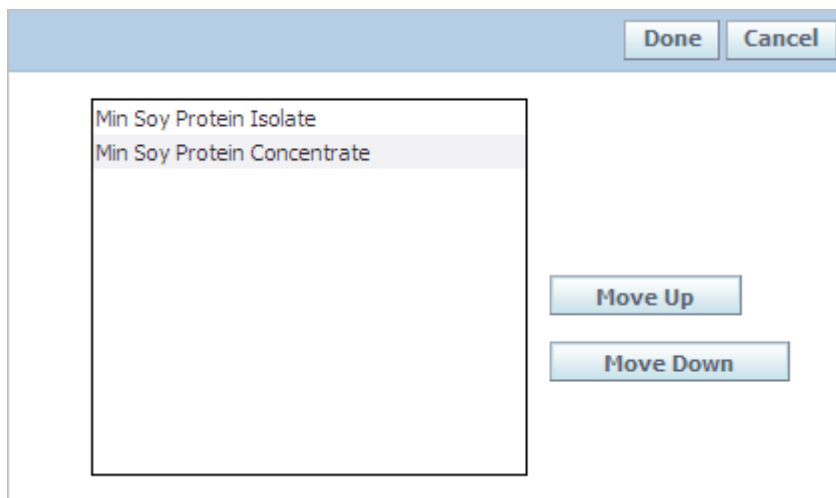 Done Cancel
Min Soy Protein Isolate
Min Soy Protein Concentrate
Move Up
Move Down